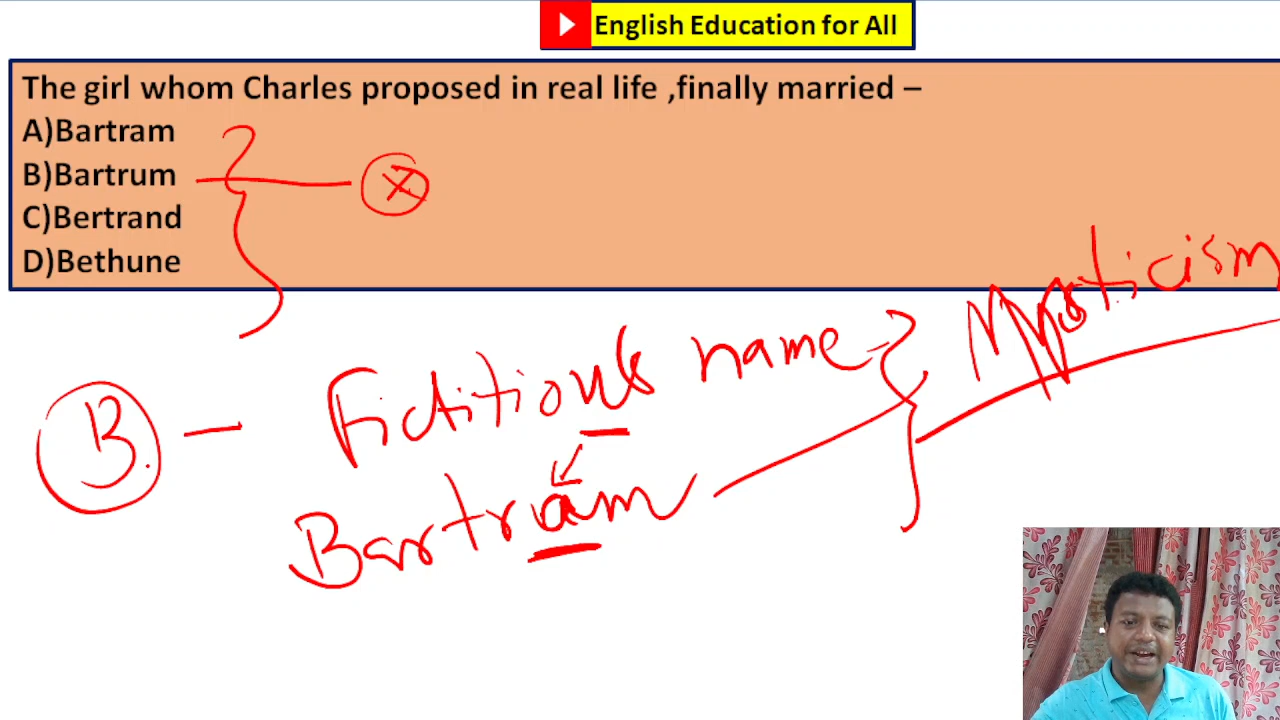 English Education for All
The girl whom Charles proposed in real life ,finally married –
A)Bartram
B)Bartrum
C)Bertrand
D)Bethune
Mysticism
B. – Fictitious name –
Bartram